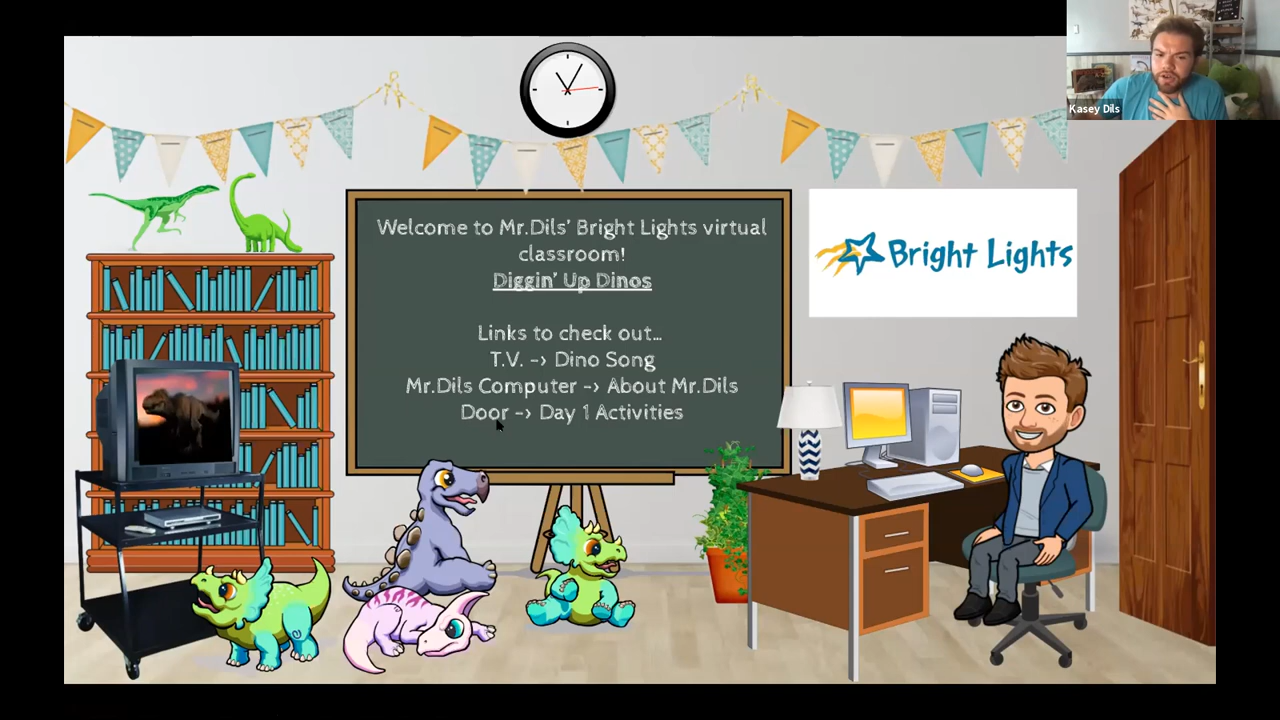 Kasey Dils
Welcome to Mr.Dils' Bright Lights virtual
classroom!
Diggin' Up Dinos
Bright Lights
Links to check out...
T.V. -> Dino Song
Mr.Dils Computer -> About Mr.Dils
Door -> Day 1 Activities